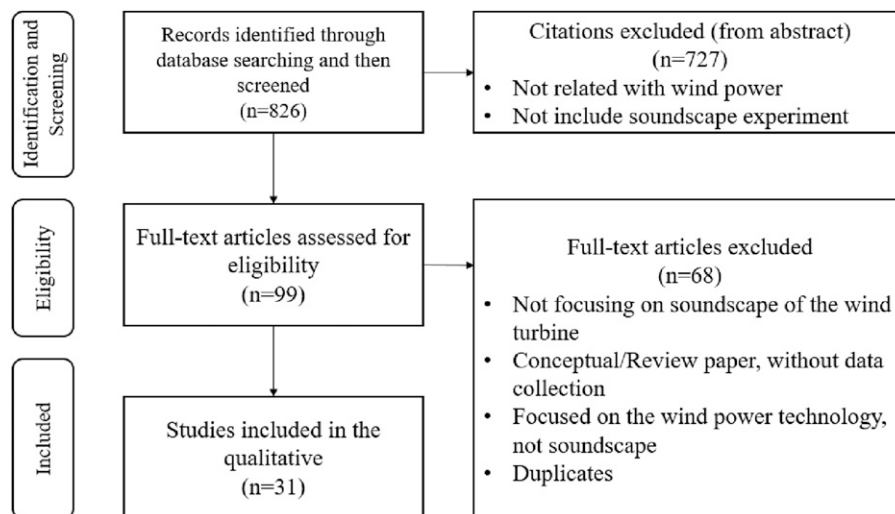 Identification and
Screening
Records identified through
database searching and then
screened
(n=826)
Citations excluded (from abstract)
(n=727)
• Not related with wind power
• Not include soundscape experiment
Eligibility
Full-text articles assessed for
eligibility
(n=99)
Full-text articles excluded
(n=68)
• Not focusing on soundscape of the wind
turbine
• Conceptual/Review paper, without data
collection
• Focused on the wind power technology,
not soundscape
• Duplicates
Included
Studies included in the
qualitative
(n=31)